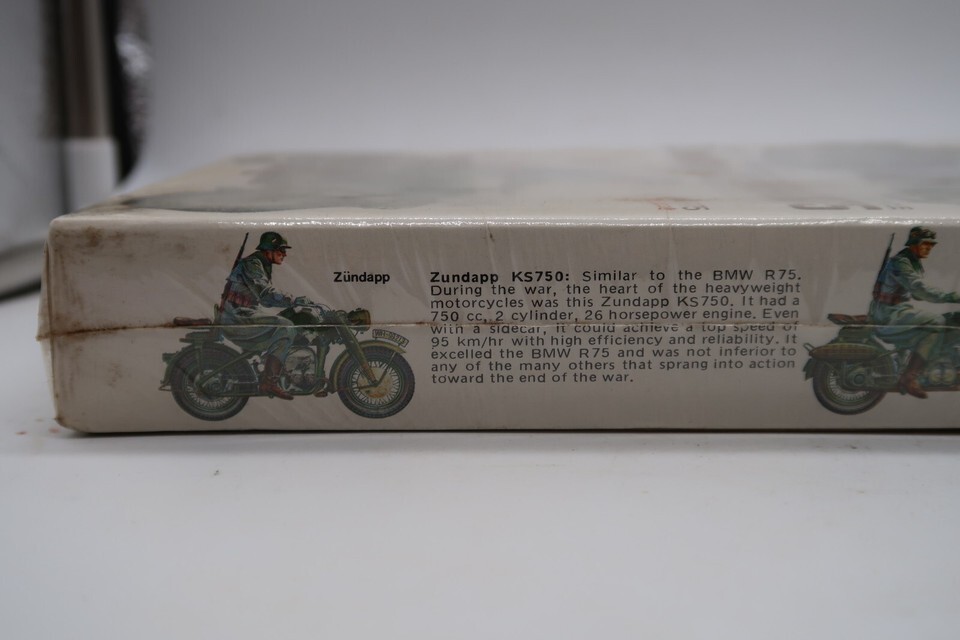 Zündapp
Zundapp KS750: Similar to the BMW R75.
During the war, the heart of the heavyweight
motorcycles was this Zundapp KS750. It had a
750 cc, 2 cylinder, 26 horsepower engine. Even
with a sidecar, it could achieve a top speed of
95 km/hr with high efficiency and reliability. It
excelled the BMW R75 and was not inferior to
any of the many others that sprang into action
toward the end of the war.